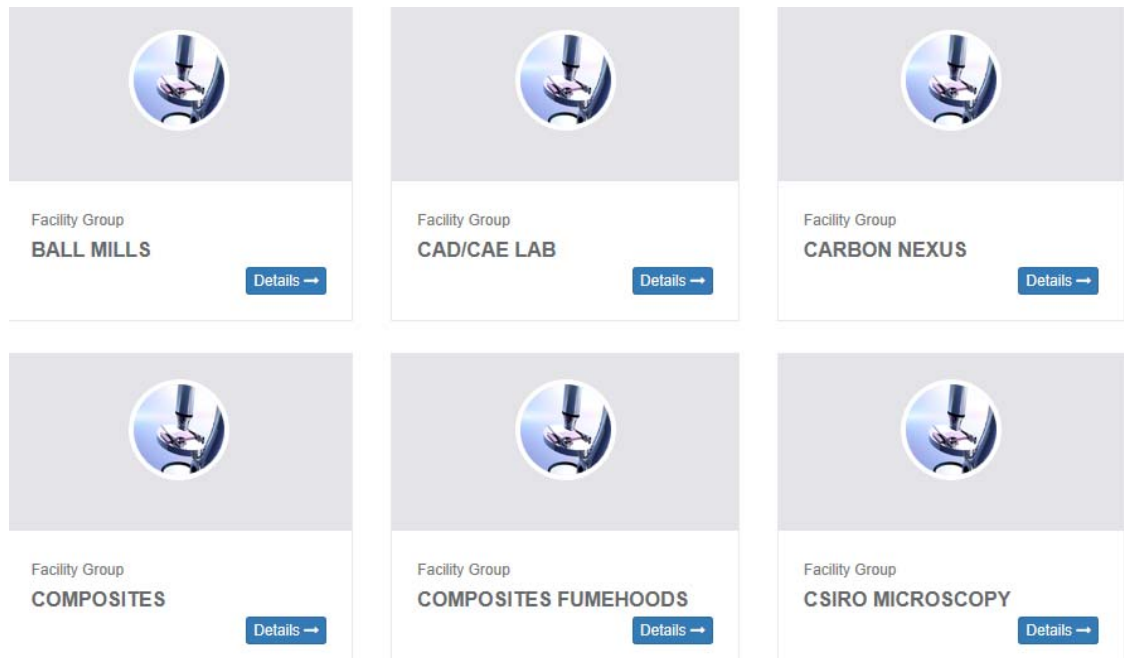 Facility Group
BALL MILLS
Details →
Facility Group
CAD/CAE LAB
Details →
Facility Group
CARBON NEXUS
Details →
Facility Group
COMPOSITES
Details →
Facility Group
COMPOSITES FUMEHOODS
Details →
Facility Group
CSIRO MICROSCOPY
Details →